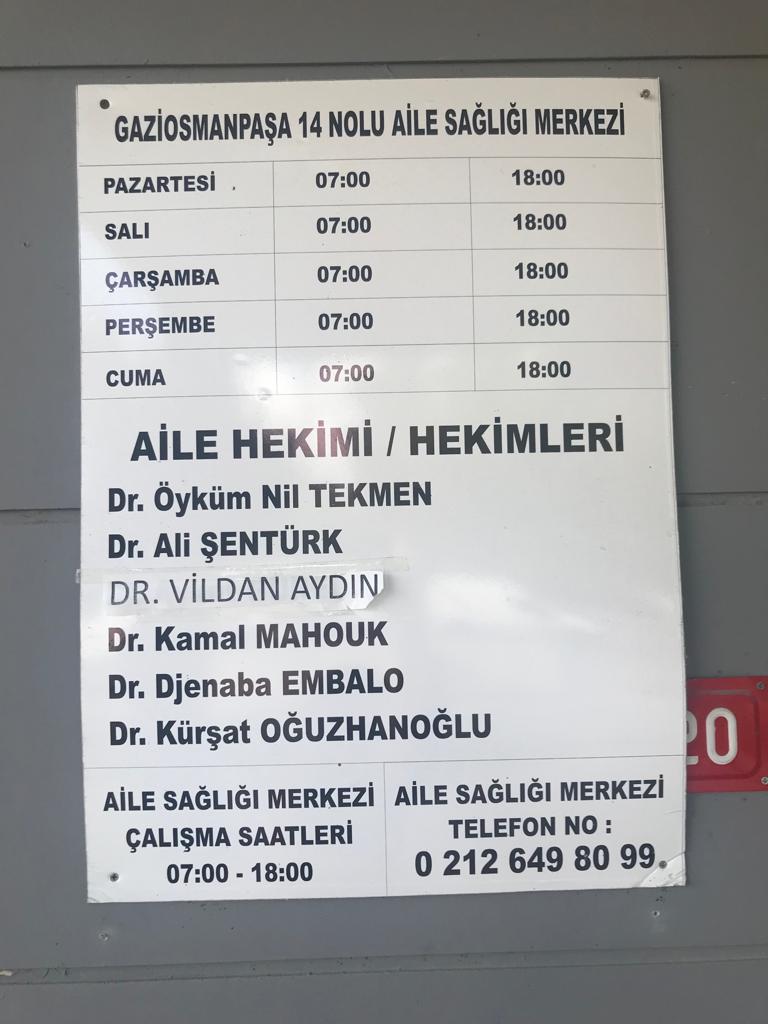 GAZİOSMANPAŞA 14 NOLU AİLE SAĞLIĞI MERKEZİ
PAZARTESİ 07:00 18:00
SALI 07:00 18:00
ÇARŞAMBA 07:00 18:00
PERŞEMBE 07:00 18:00
CUMA 07:00 18:00
AİLE HEKİMİ / HEKİMLERİ
Dr. Öyküm Nil TEKMEN
Dr. Ali ŞENTÜRK
DR. VİLDAN AYDIN
Dr. Kamal MAHOUK
Dr. Djenaba EMBALO
Dr. Kürşat OĞUZHANOĞLU
AİLE SAĞLIĞI MERKEZİ
ÇALIŞMA SAATLERİ
07:00 - 18:00
AİLE SAĞLIĞI MERKEZİ
TELEFON NO :
0 212 649 80 99